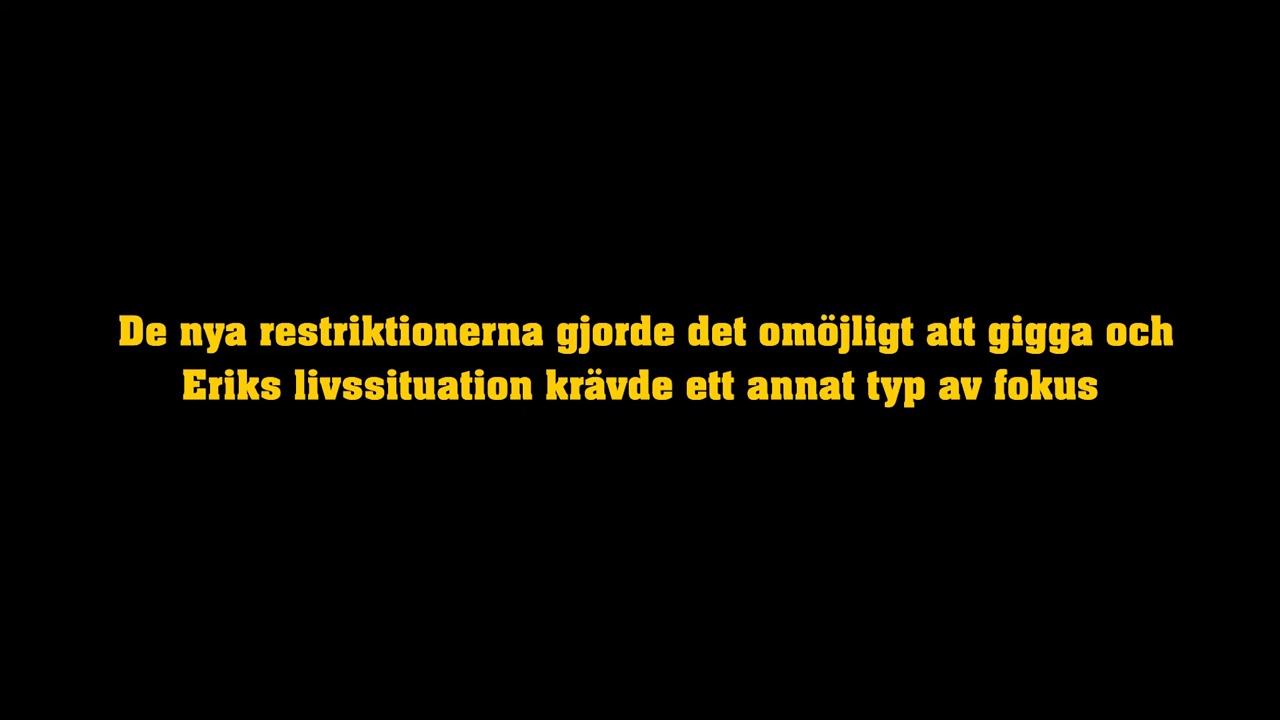 De nya restriktionerna gjorde det omöjligt att gigga och
Eriks livssituation krävde ett annat typ av fokus